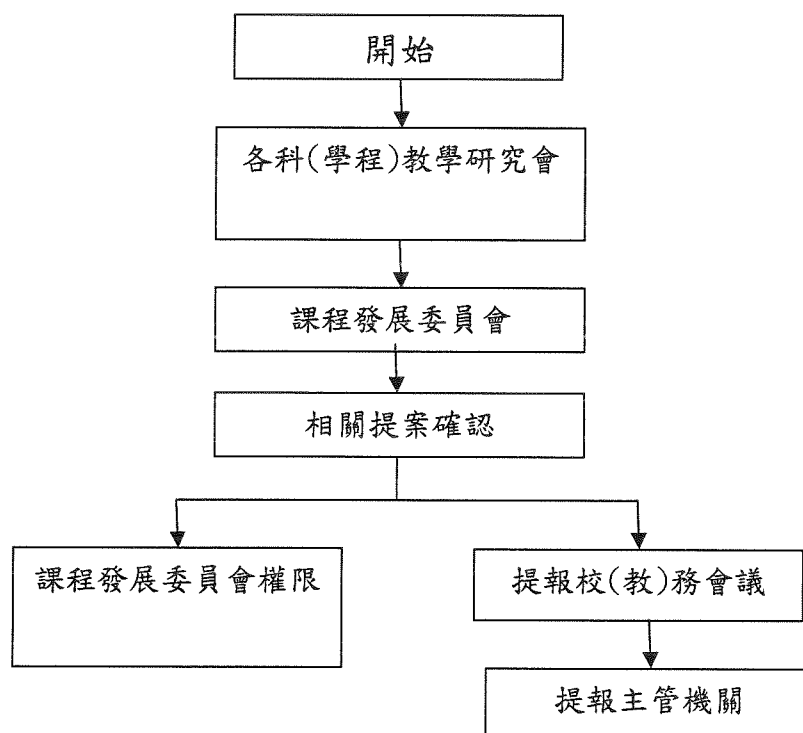 開始
各科(學程)教學研究會
課程發展委員會
相關提案確認
課程發展委員會權限
提報校(教)務會議
提報主管機關